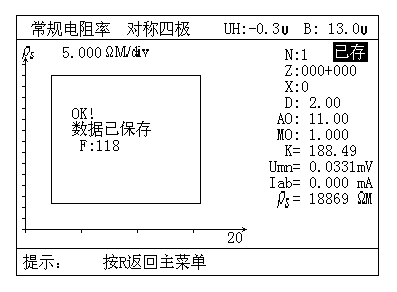 常规电阻率 对称四极 UH:-0.3v B: 13.0v
ρs 5.000ΩM/div
N:1 已存
Z:000+000
X:0
D: 2.00
AO: 11.00
MO: 1.000
K= 188.49
Umn= 0.0331mV
Iab= 0.000 mA
ρs= 18869 ΩM
OK!
数据已保存
F:118
20
提示: 按R返回主菜单